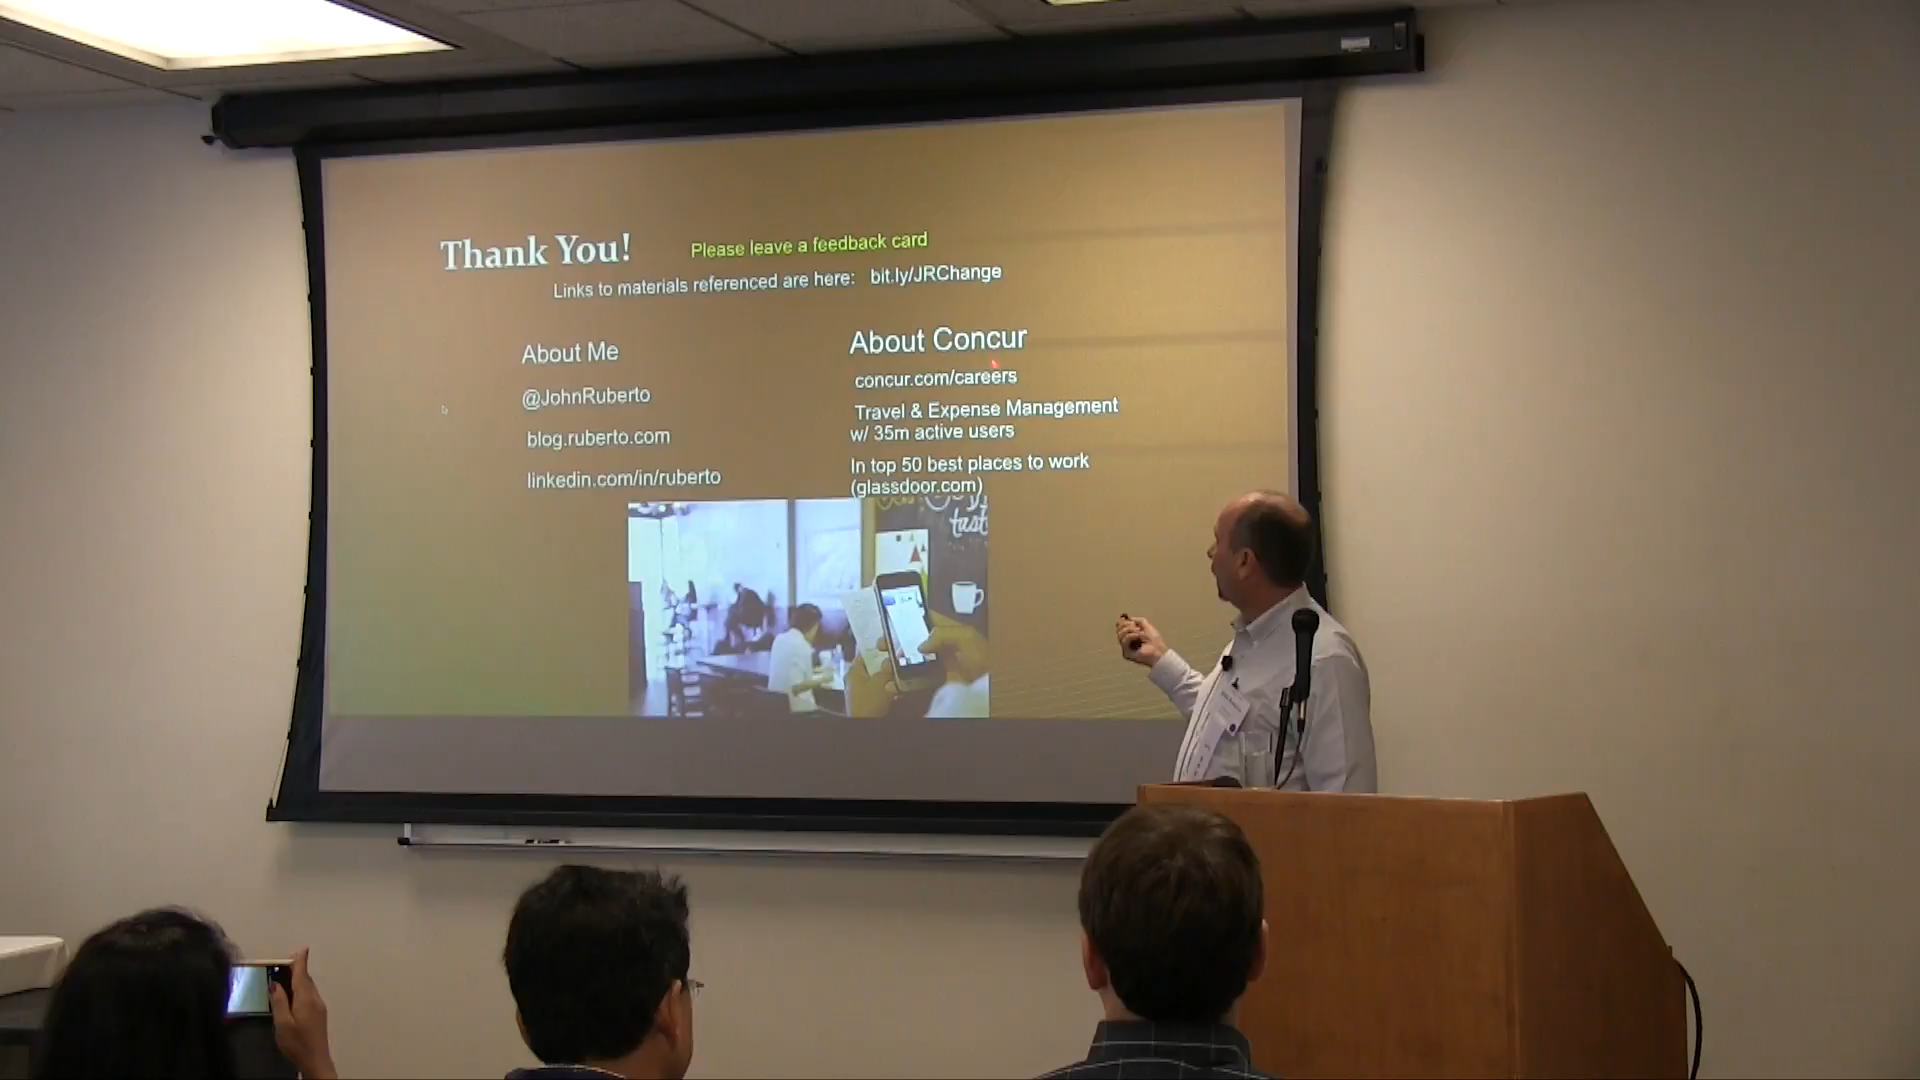 Thank You!
Please leave a feedback card
Links to materials referenced are here: bit.ly/JRChange
About Me
@JohnRuberto
blog.ruberto.com
linkedin.com/in/ruberto
About Concur
concur.com/careers
Travel & Expense Management
w/ 35m active users
In top 50 best places to work
(glassdoor.com)
tast